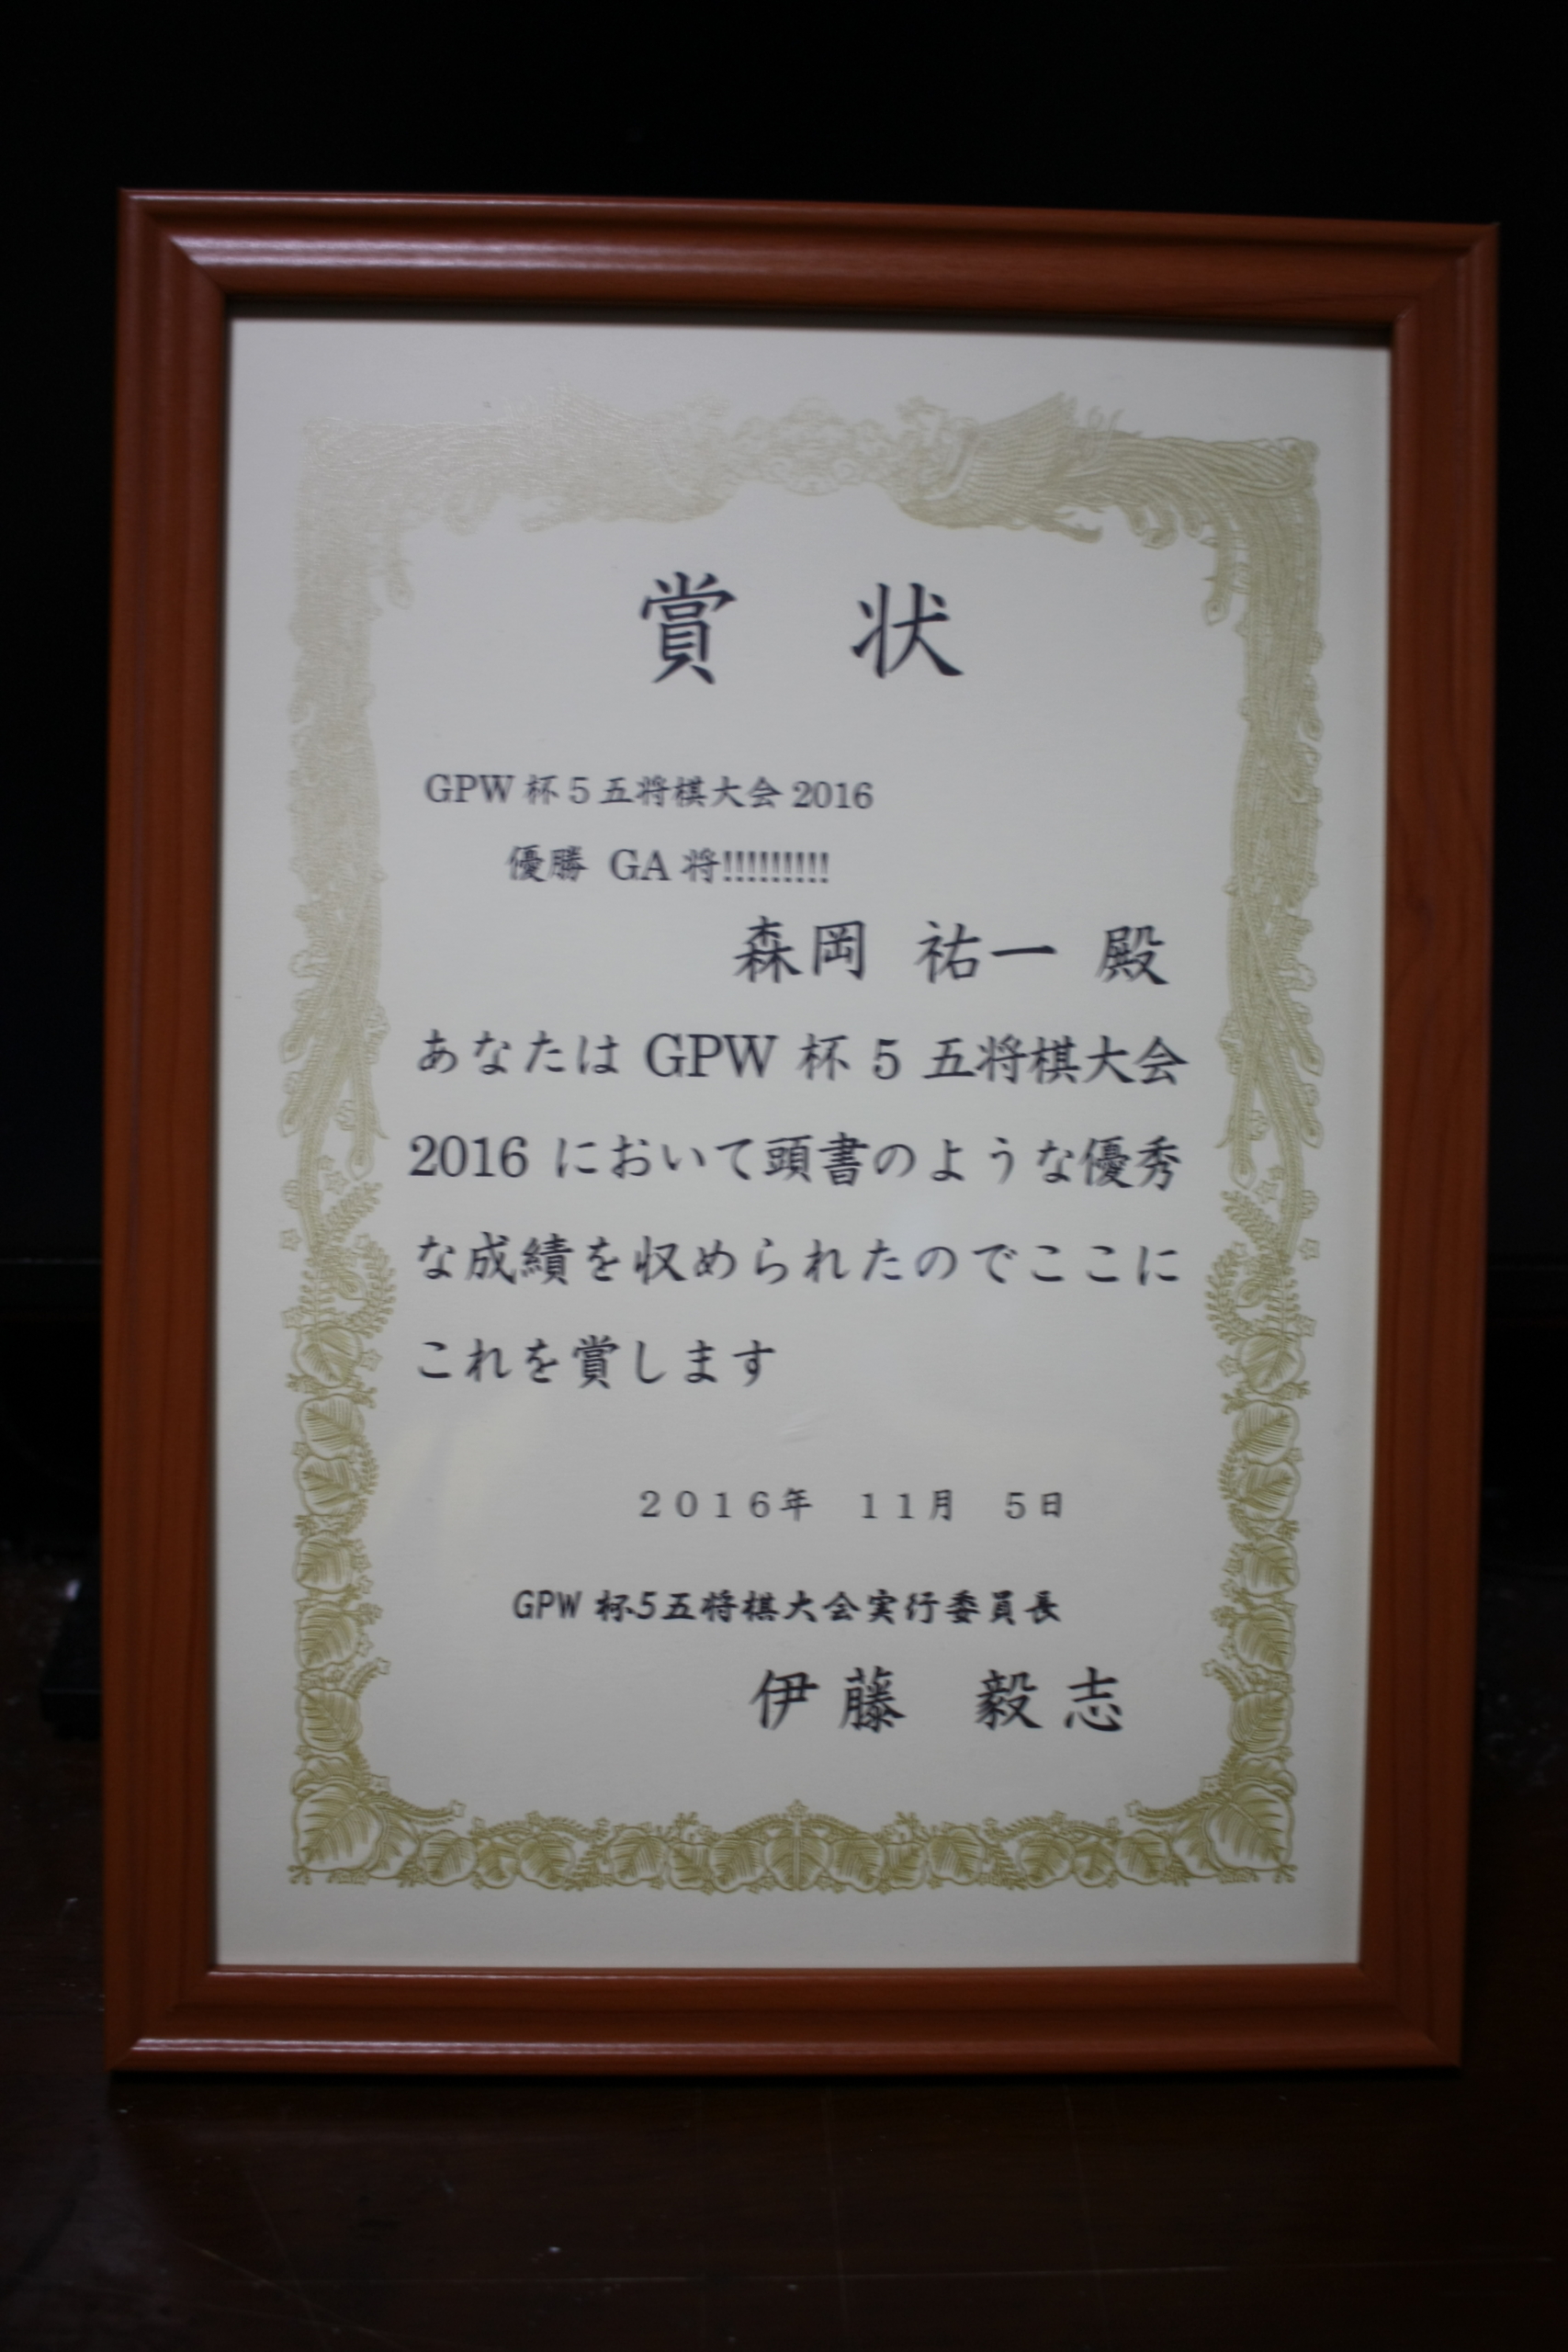 賞 状
GPW 杯５五将棋大会 2016
優勝 GA 将!!!!!!!!!
森岡 祐一 殿
あなたは GPW 杯 5 五将棋大会
2016 において頭書のような優秀
な成績を収められたのでここに
これを賞します
２０１６年 １１月 ５日
GPW 杯5五将棋大会実行委員長
伊藤 毅志